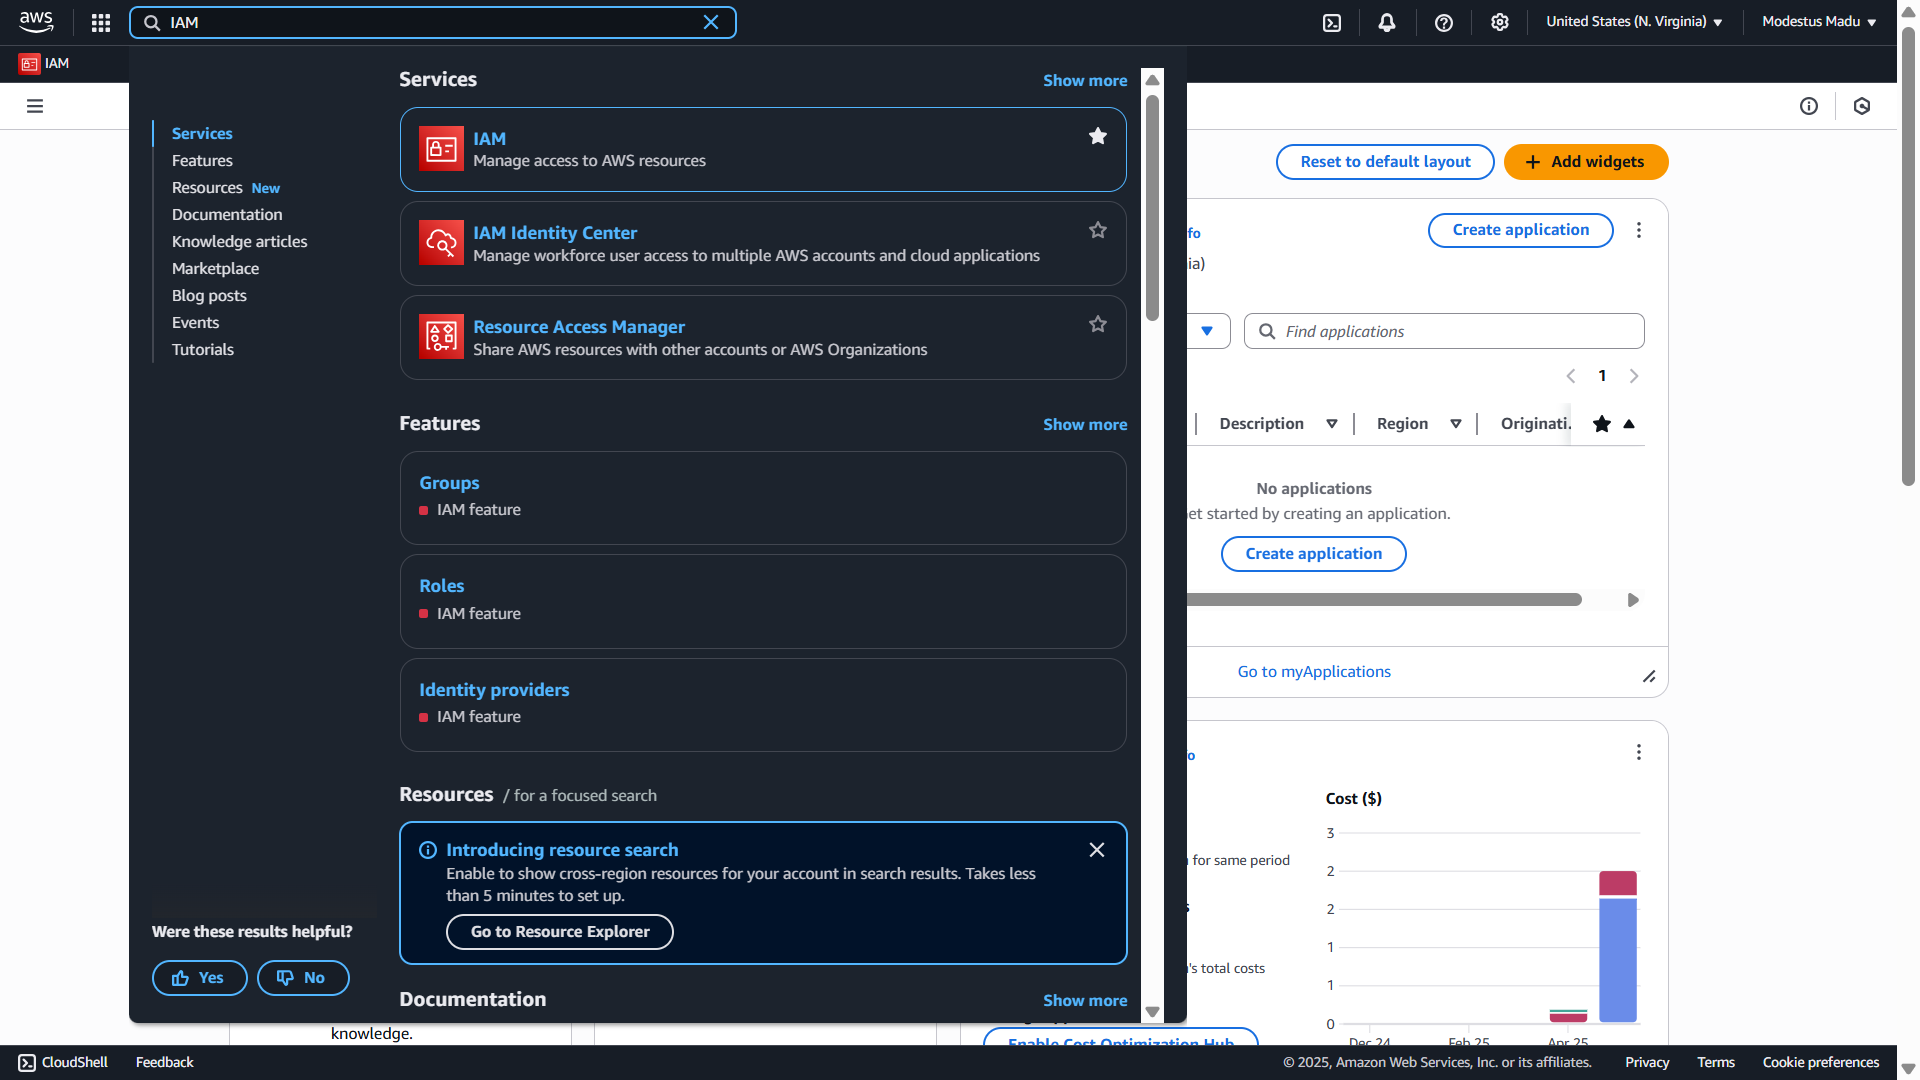 aws
IAM
United States (N. Virginia)
Modestus Madu
IAM
Services
Features
Resources New
Documentation
Knowledge articles
Marketplace
Blog posts
Events
Tutorials
Were these results helpful?
Yes
No
Services
Show more
IAM
Manage access to AWS resources
IAM Identity Center
Manage workforce user access to multiple AWS accounts and cloud applications
Resource Access Manager
Share AWS resources with other accounts or AWS Organizations
Features
Show more
Groups
IAM feature
Roles
IAM feature
Identity providers
IAM feature
Resources / for a focused search
Introducing resource search
Enable to show cross-region resources for your account in search results. Takes less
than 5 minutes to set up.
Go to Resource Explorer
Documentation
Show more
Reset to default layout
Add widgets
Create application
Find applications
1
Description
Region
Originati.
No applications
et started by creating an application.
Create application
Go to myApplications
Cost ($)
3
for same period
2
2
's total costs
1
1
0
Dec 24
Feb 25
Apr 25
knowledge.
Enable Cost Optimization Hub
CloudShell
Feedback
© 2025, Amazon Web Services, Inc. or its affiliates.
Privacy
Terms
Cookie preferences